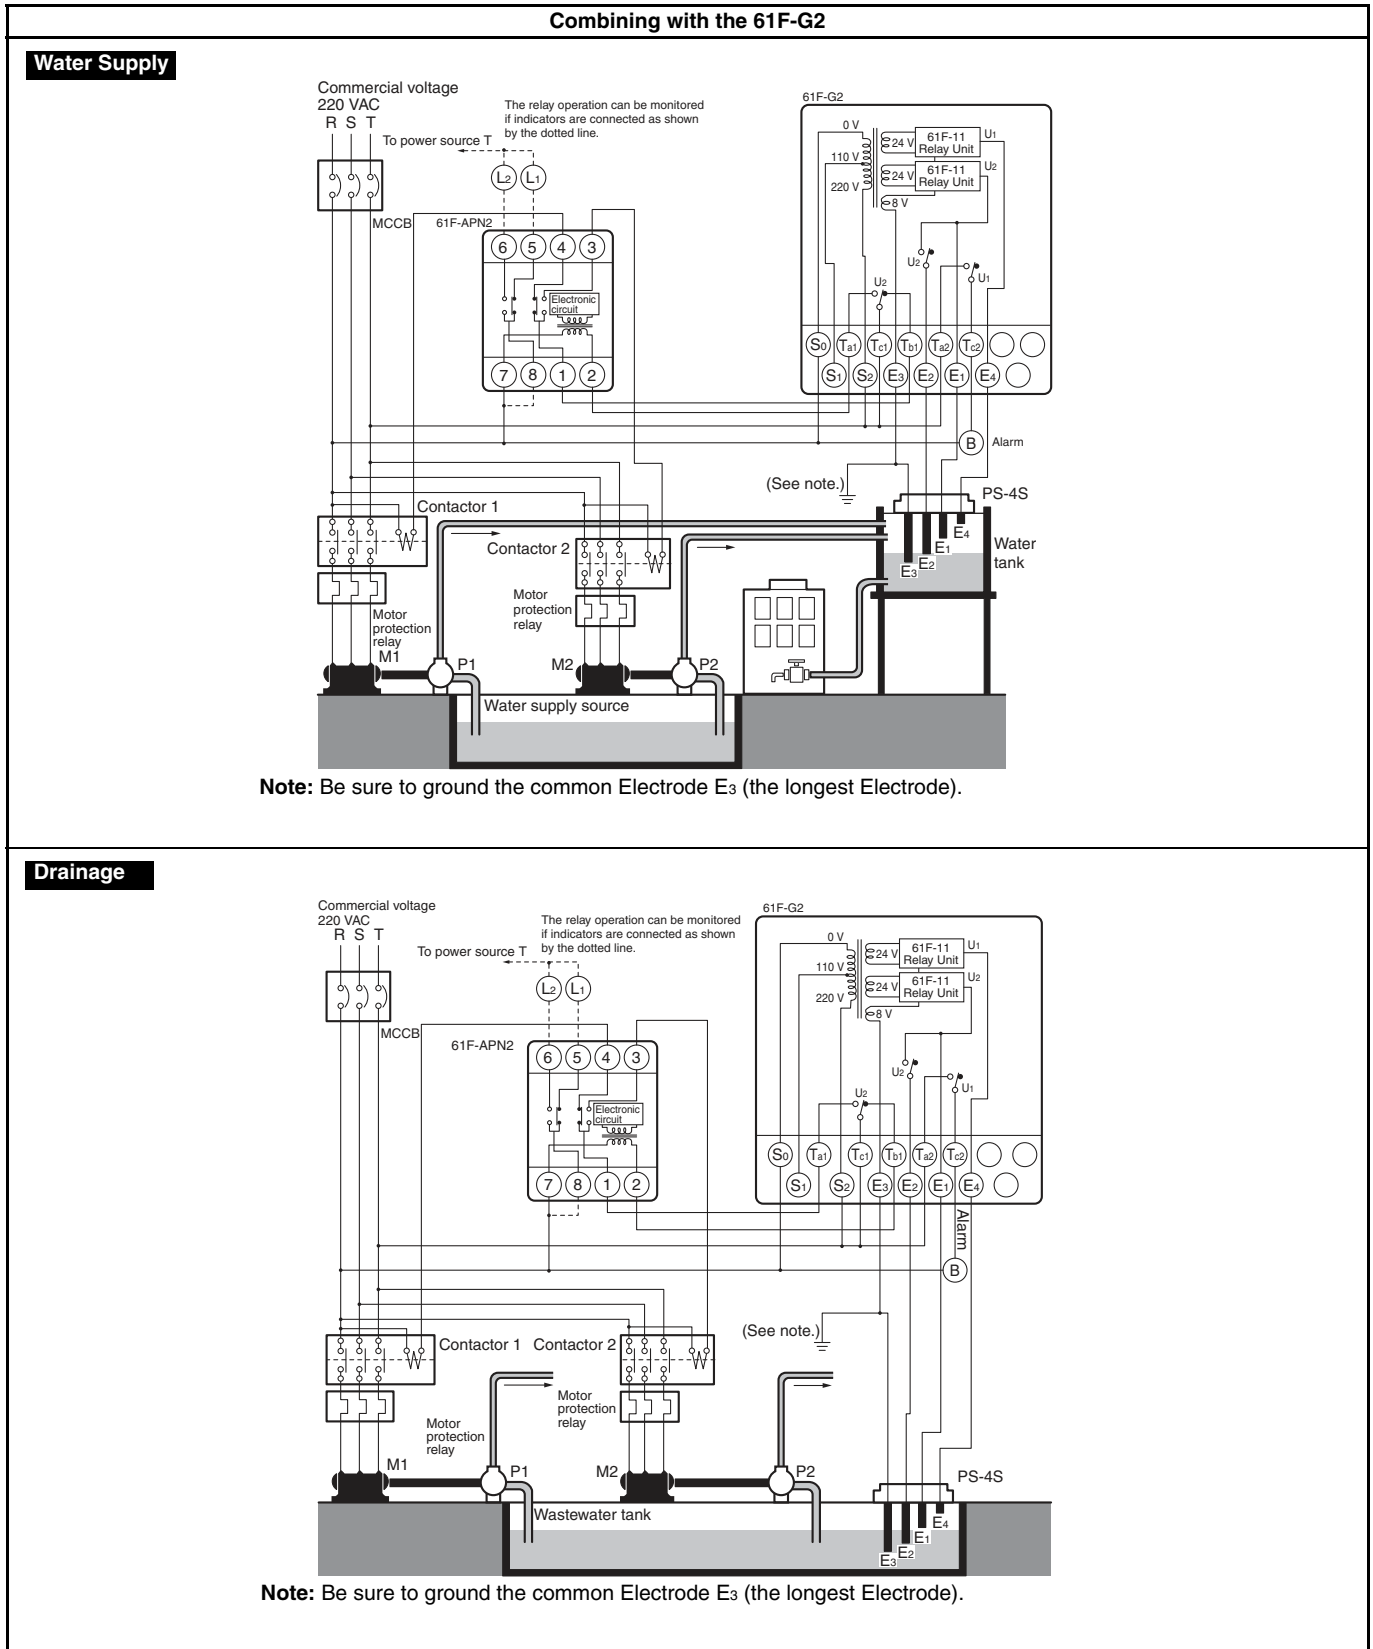 Combining with the 61F-G2
Water Supply
Commercial voltage
220 VAC
R S T
The relay operation can be monitored
if indicators are connected as shown
by the dotted line.
To power source T
L2 L1
MCCB
61F-APN2
6 5 4 3
Electronic
circuit
7 8 1 2
61F-G2
0 V
110 V
220 V
24 V
61F-11
Relay Unit
U1
24 V
61F-11
Relay Unit
U2
8 V
U2
U1
U2
S0 Ta1 Tc1 Tb1 Ta2 Tc2
S1 S2 E3 E2 E1 E4
B Alarm
(See note.)
PS-4S
Contactor 1
Contactor 2
E4
E1
E2
E3
Water
tank
Motor
protection
relay
Motor
protection
relay
M1
P1
M2
P2
Water supply source
Note: Be sure to ground the common Electrode E3 (the longest Electrode).
Drainage
Commercial voltage
220 VAC
R S T
The relay operation can be monitored
if indicators are connected as shown
by the dotted line.
To power source T
L2 L1
MCCB
61F-APN2
6 5 4 3
Electronic
circuit
7 8 1 2
61F-G2
0 V
110 V
220 V
24 V
61F-11
Relay Unit
U1
24 V
61F-11
Relay Unit
U2
8 V
U2
U1
U2
S0 Ta1 Tc1 Tb1 Ta2 Tc2
S1 S2 E3 E2 E1 E4
Alarm
B
(See note.)
Contactor 1
Contactor 2
Motor
protection
relay
Motor
protection
relay
M1
P1
M2
P2
PS-4S
Wastewater tank
E4
E1
E2
E3
Note: Be sure to ground the common Electrode E3 (the longest Electrode).